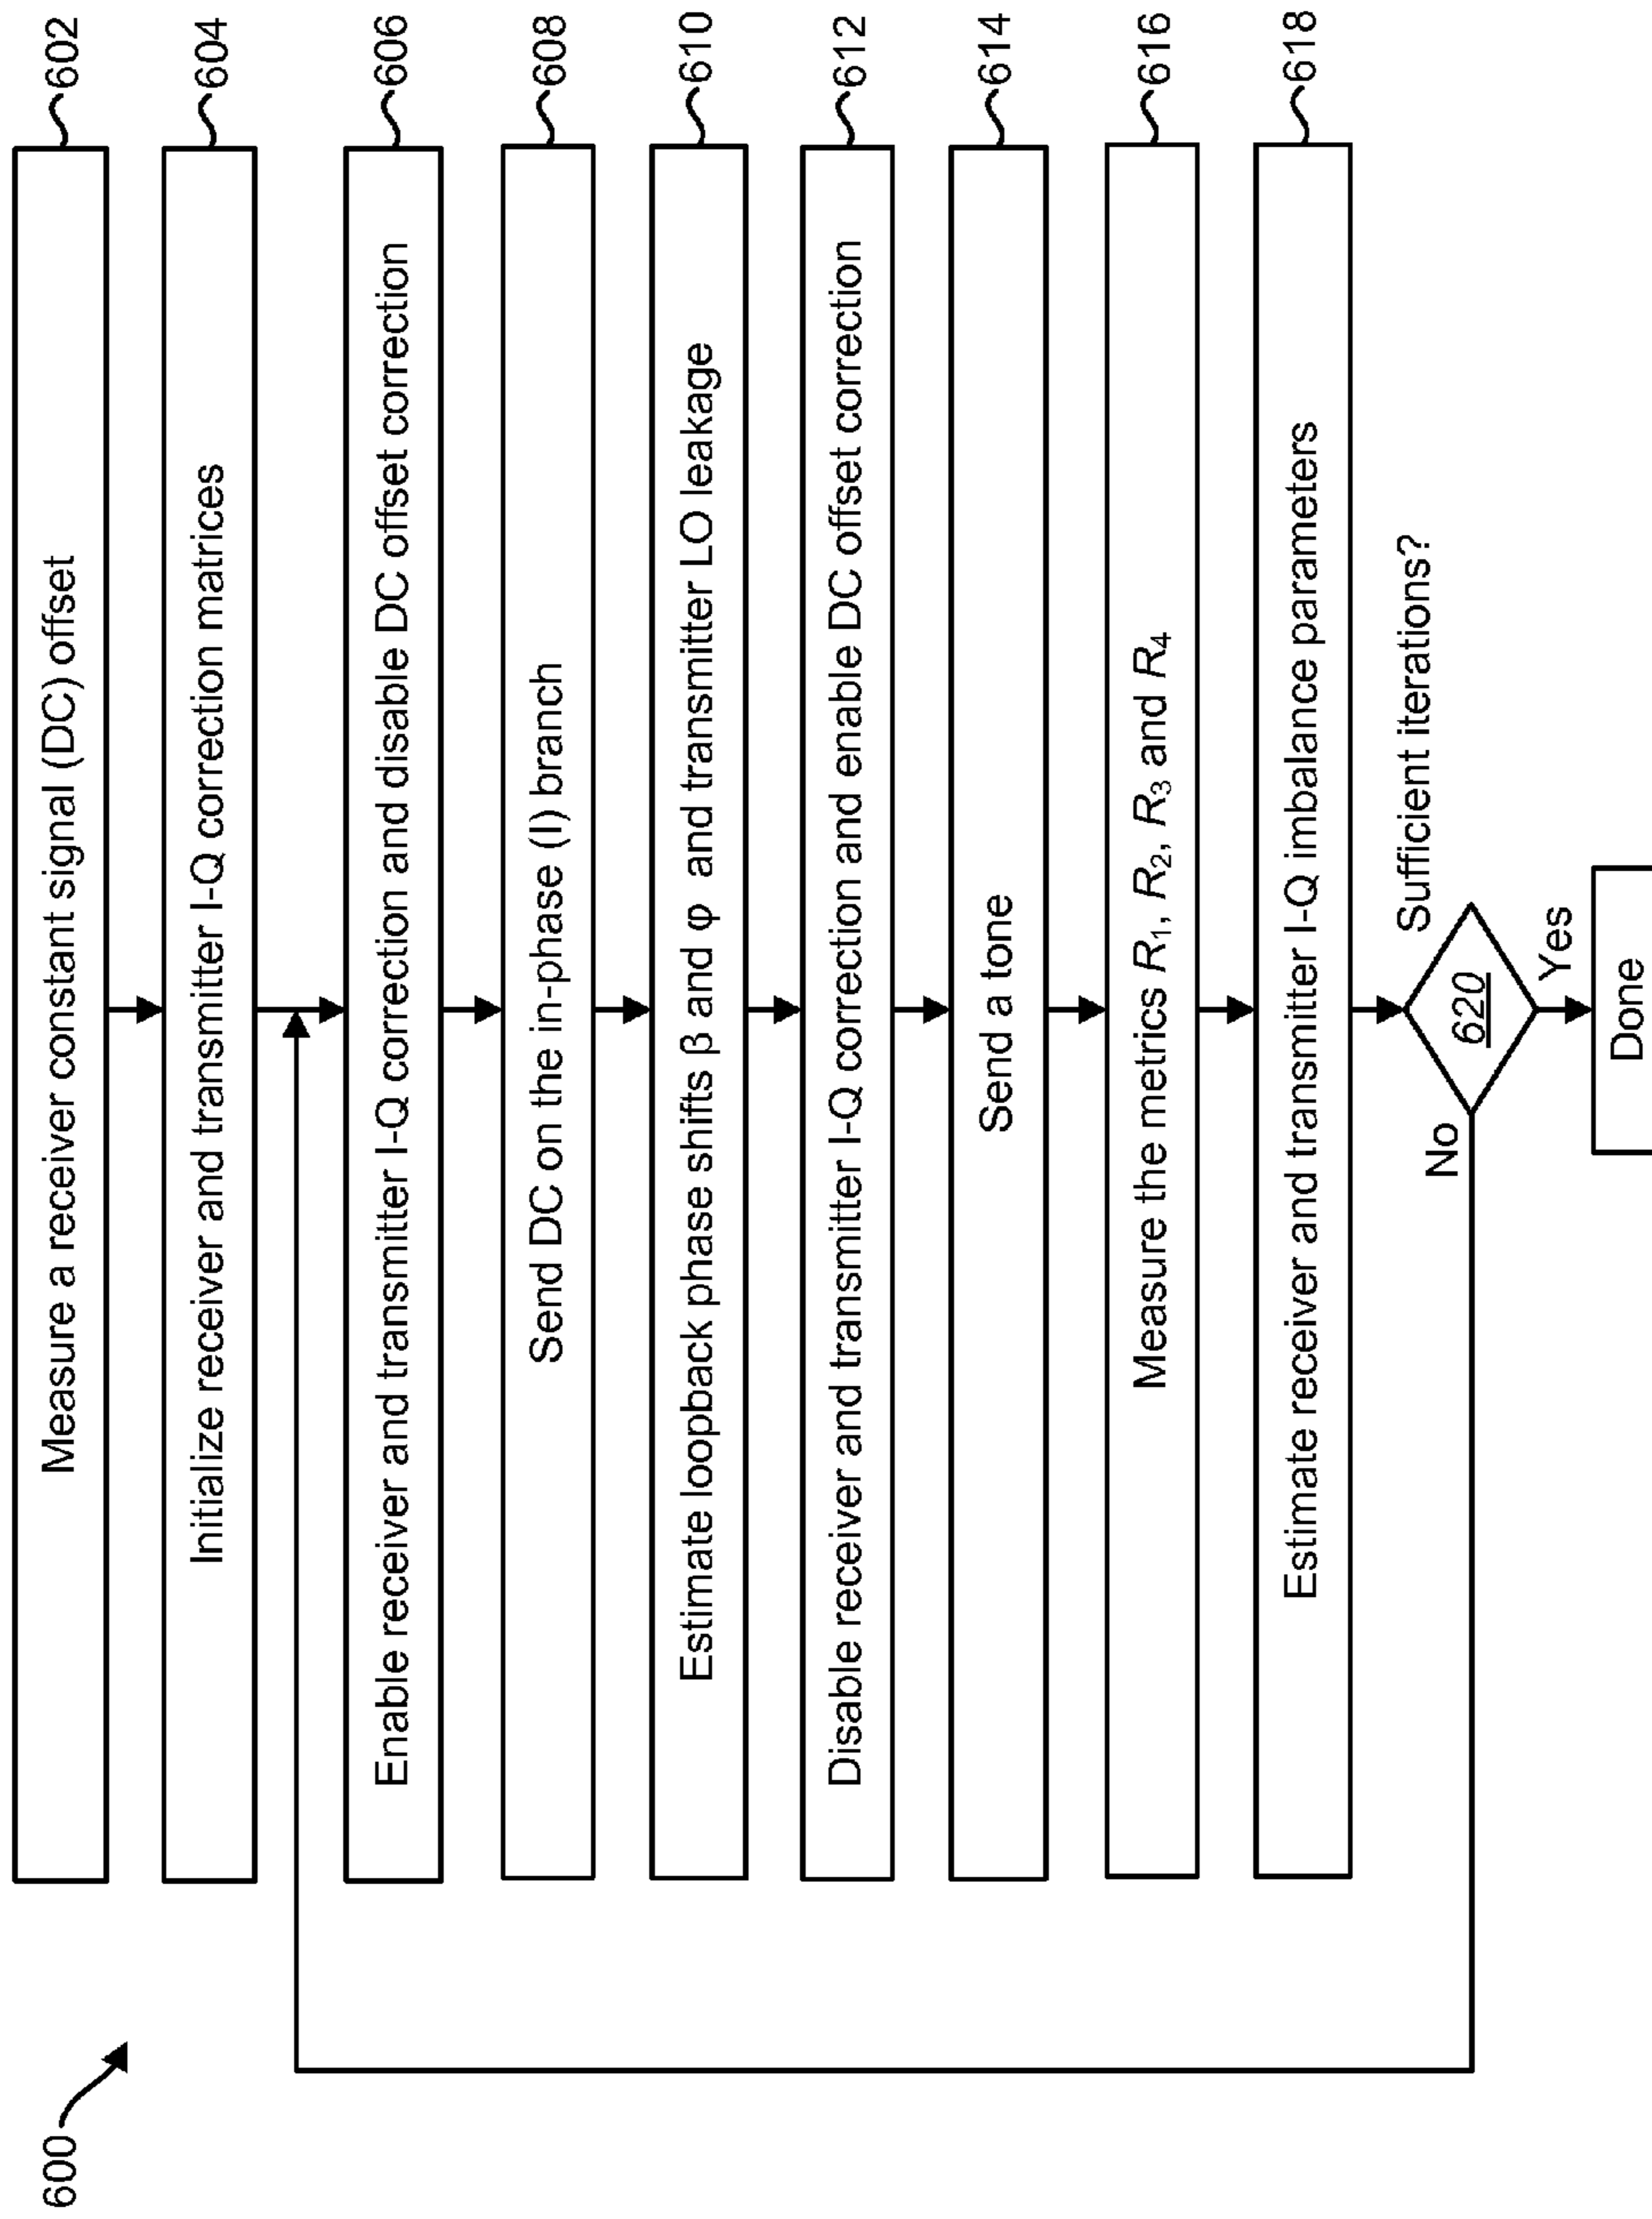 600
Measure a receiver constant signal (DC) offset
602
Initialize receiver and transmitter I-Q correction matrices
604
Enable receiver and transmitter I-Q correction and disable DC offset correction
606
Send DC on the in-phase (I) branch
608
Estimate loopback phase shifts β and φ and transmitter LO leakage
610
Disable receiver and transmitter I-Q correction and enable DC offset correction
612
Send a tone
614
Measure the metrics R₁, R₂, R₃ and R₄
616
Estimate receiver and transmitter I-Q imbalance parameters
618
Sufficient iterations?
620
No
Yes
Done